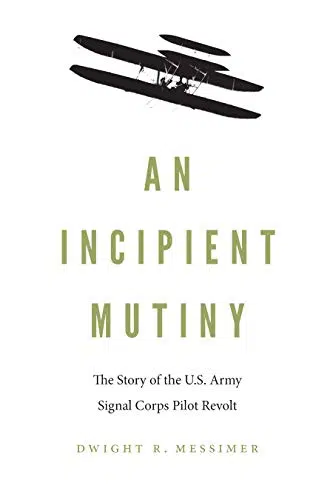 AN
INCIPIENT
MUTINY
The Story of the U.S. Army
Signal Corps Pilot Revolt
DWIGHT R. MESSIMER